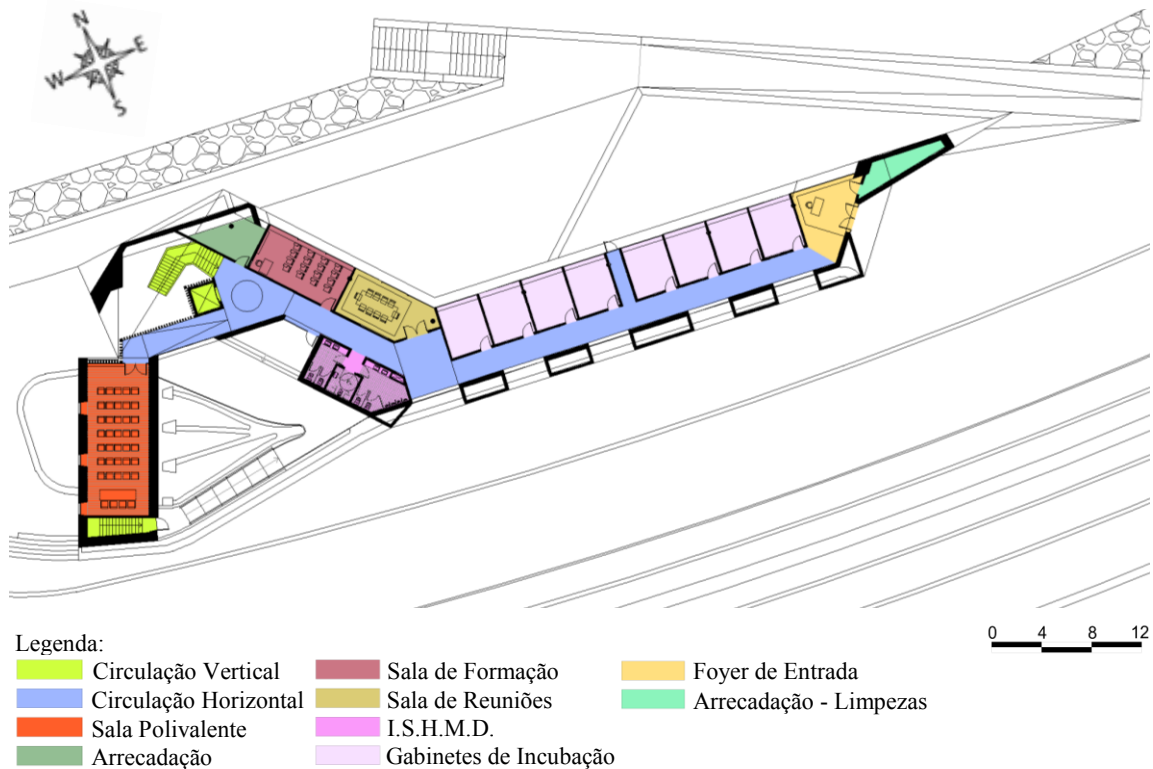 N
E
W
S
0 4 8 12
Legenda:
Circulação Vertical
Circulação Horizontal
Sala Polivalente
Arrecadação
Sala de Formação
Sala de Reuniões
I.S.H.M.D.
Gabinetes de Incubação
Foyer de Entrada
Arrecadação - Limpezas